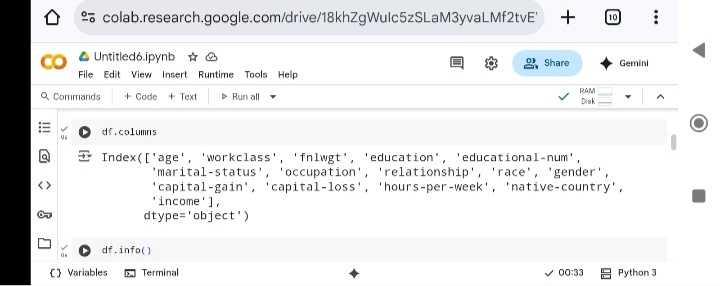 colab.research.google.com/drive/18khZgWulc5zSLaM3yvaLMf2tvE'
10
Untitled6.ipynb
File Edit View Insert Runtime Tools Help
Share
Gemini
Commands + Code + Text Run all
RAM
Disk
0s
df.columns
Index(['age', 'workclass', 'fnlwgt', 'education', 'educational-num',
'marital-status', 'occupation', 'relationship', 'race', 'gender',
'capital-gain', 'capital-loss', 'hours-per-week', 'native-country',
'income'],
dtype='object')
0s
df.info()
Variables Terminal 00:33 Python 3